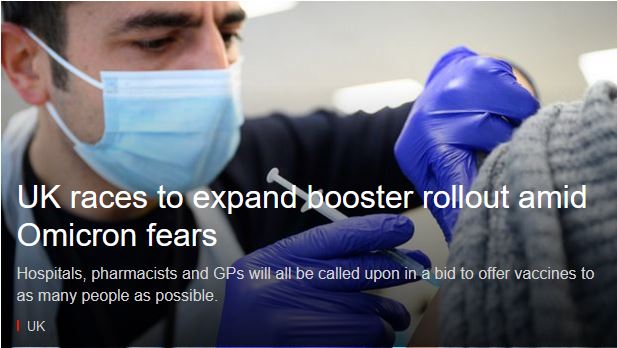 UK races to expand booster rollout amid
Omicron fears
Hospitals, pharmacists and GPs will all be called upon in a bid to offer vaccines to
as many people as possible.
UK